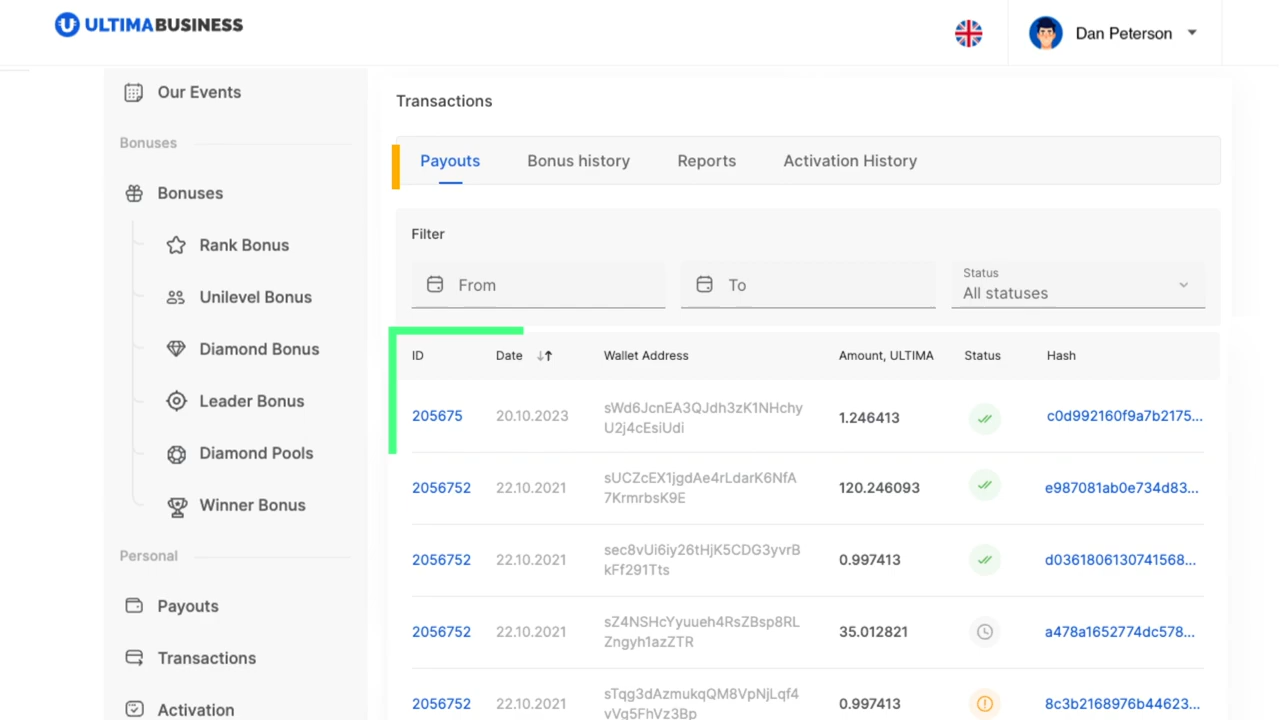 ULTIMABUSINESS
Dan Peterson
Our Events
Bonuses
Bonuses
Rank Bonus
Unilevel Bonus
Diamond Bonus
Leader Bonus
Diamond Pools
Winner Bonus
Personal
Payouts
Transactions
Activation
Transactions
Payouts Bonus history Reports Activation History
Filter
From To Status
All statuses
ID Date Wallet Address Amount, ULTIMA Status Hash
205675 20.10.2023 sWd6JcnEA3QJdh3zK1NHchy 1.246413 c0d992160f9a7b2175...
U2j4cEsiUdi
2056752 22.10.2021 sUCZcEX1jgdAe4rLdarK6NfA 120.246093 e987081ab0e734d83...
7KrmrbsK9E
2056752 22.10.2021 sec8vUi6iy26tHjK5CDG3yvrB 0.997413 d0361806130741568...
kFf291Tts
2056752 22.10.2021 sZ4NSHcYyuueh4RsZBsp8RL 35.012821 a478a1652774dc578...
Zngyh1azZTR
2056752 22.10.2021 sTqg3dAzmukqQM8VpNjLqf4 0.997413 8c3b2168976b44623...
vVg5FhVz3Bp